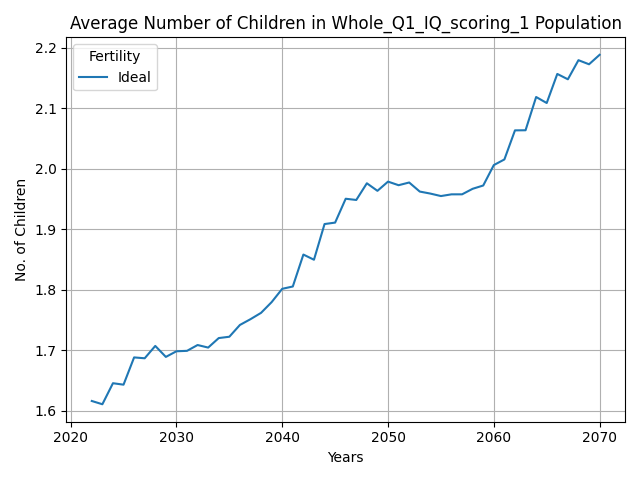 Average Number of Children in Whole_Q1_IQ_scoring_1 Population
Fertility
Ideal
No. of Children
2.2
2.1
2.0
1.9
1.8
1.7
1.6
2020 2030 2040 2050 2060 2070
Years